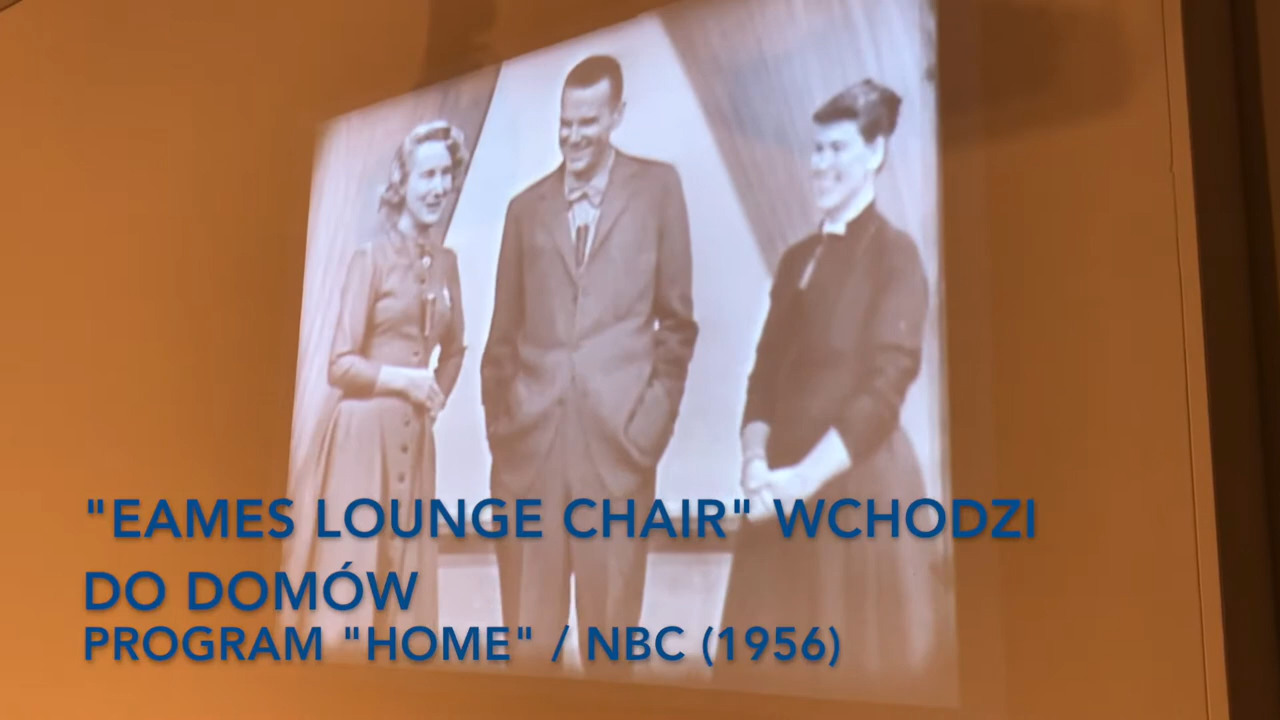 "EAMES LOUNGE CHAIR" WCHODZI
DO DOMÓW
PROGRAM "HOME" / NBC (1956)